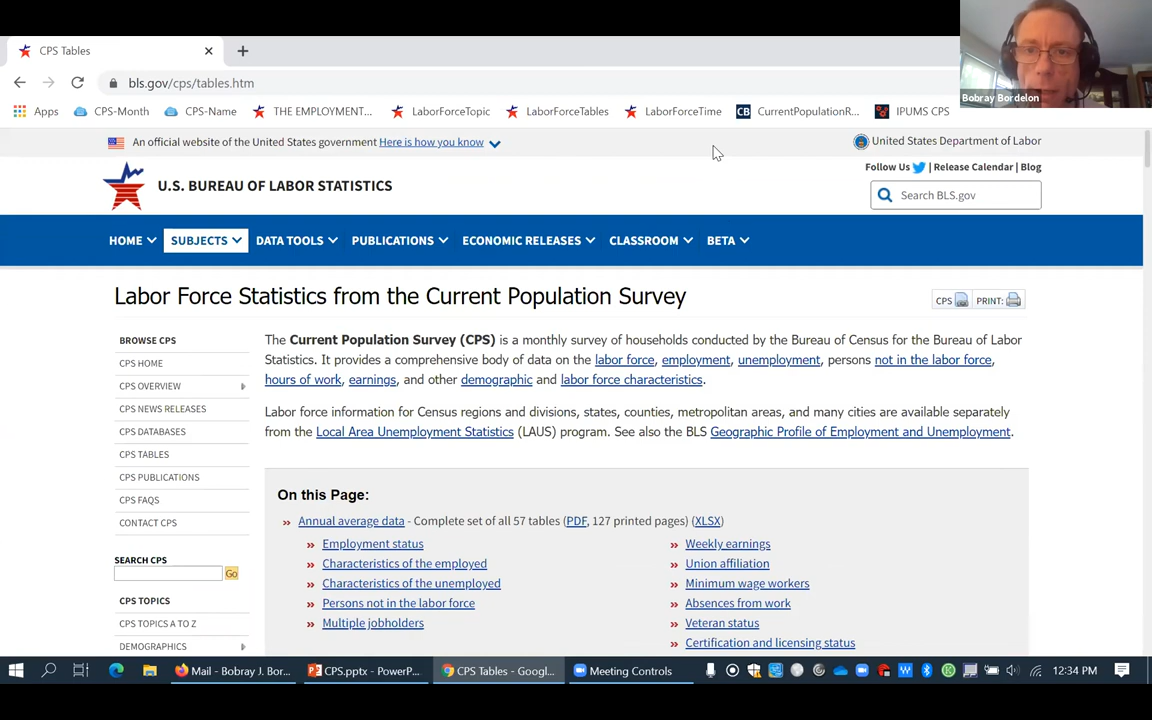 CPS Tables
bls.gov/cps/tables.htm
Bobray Bordelon
Apps CPS-Month CPS-Name THE EMPLOYMENT... LaborForceTopic LaborForceTables LaborForceTime CB CurrentPopulationR... IPUMS CPS
An official website of the United States government Here is how you know
United States Department of Labor
Follow Us | Release Calendar | Blog
U.S. BUREAU OF LABOR STATISTICS
Search BLS.gov
HOME SUBJECTS DATA TOOLS PUBLICATIONS ECONOMIC RELEASES CLASSROOM BETA
Labor Force Statistics from the Current Population Survey
CPS PRINT:
BROWSE CPS
CPS HOME
CPS OVERVIEW
CPS NEWS RELEASES
CPS DATABASES
CPS TABLES
CPS PUBLICATIONS
CPS FAQS
CONTACT CPS
SEARCH CPS
Go
CPS TOPICS
CPS TOPICS A TO Z
DEMOGRAPHICS
The Current Population Survey (CPS) is a monthly survey of households conducted by the Bureau of Census for the Bureau of Labor
Statistics. It provides a comprehensive body of data on the labor force, employment, unemployment, persons not in the labor force,
hours of work, earnings, and other demographic and labor force characteristics.
Labor force information for Census regions and divisions, states, counties, metropolitan areas, and many cities are available separately
from the Local Area Unemployment Statistics (LAUS) program. See also the BLS Geographic Profile of Employment and Unemployment.
On this Page:
» Annual average data - Complete set of all 57 tables (PDF, 127 printed pages) (XLSX)
» Employment status
» Characteristics of the employed
» Characteristics of the unemployed
» Persons not in the labor force
» Multiple jobholders
» Weekly earnings
» Union affiliation
» Minimum wage workers
» Absences from work
» Veteran status
» Certification and licensing status
Mail - Bobray J. Bor... CPS.pptx - PowerP... CPS Tables - Googl... Meeting Controls 12:34 PM